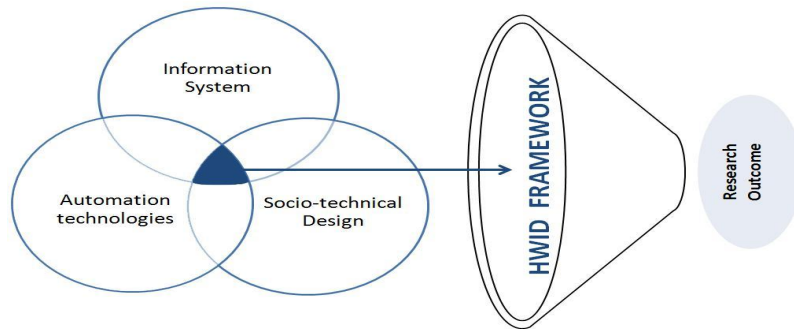 Information
System
Automation
technologies
Socio-technical
Design
HWID FRAMEWORK
Research
Outcome